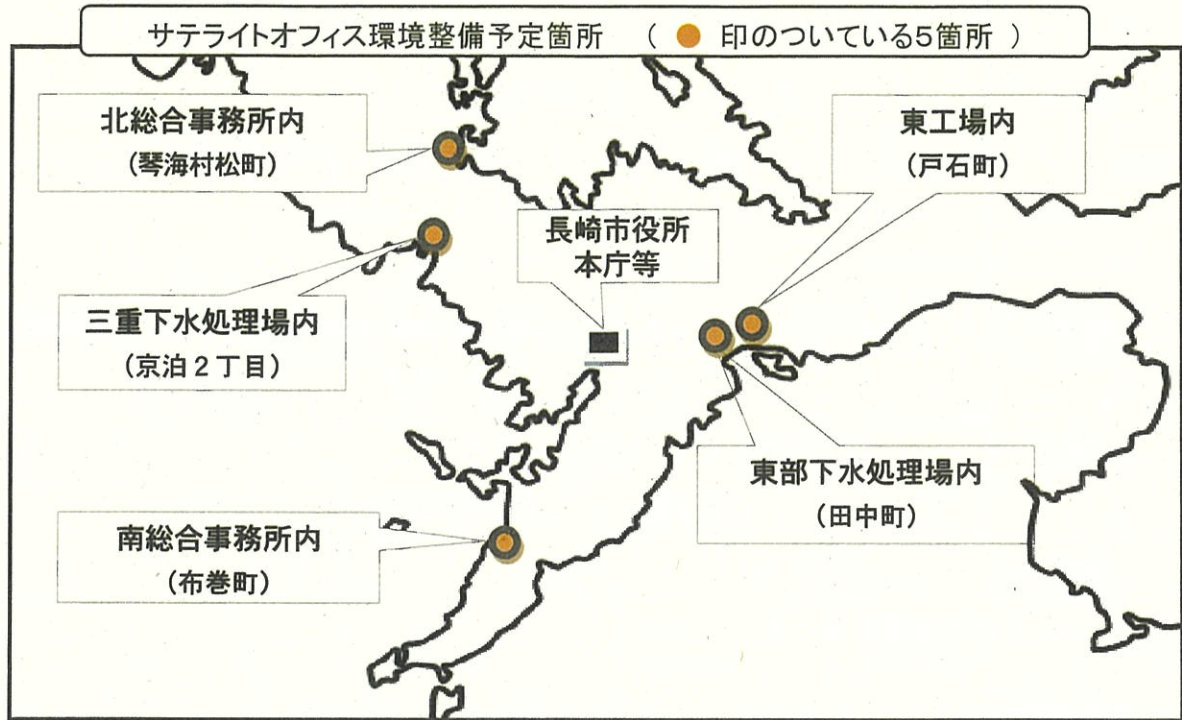 サテライトオフィス環境整備予定箇所 （ ● 印のついている５箇所 ）
北総合事務所内
（琴海村松町）
東工場内
（戸石町）
長崎市役所
本庁等
三重下水処理場内
（京泊２丁目）
東部下水処理場内
（田中町）
南総合事務所内
（布巻町）